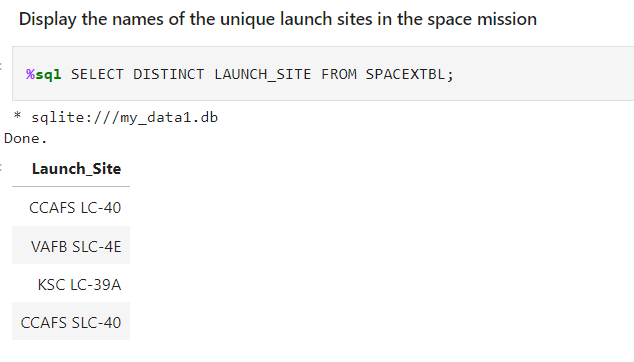 Display the names of the unique launch sites in the space mission
%sql SELECT DISTINCT LAUNCH_SITE FROM SPACEXTBL;
* sqlite:///my_data1.db
Done.
Launch_Site
CCAFS LC-40
VAFB SLC-4E
KSC LC-39A
CCAFS SLC-40